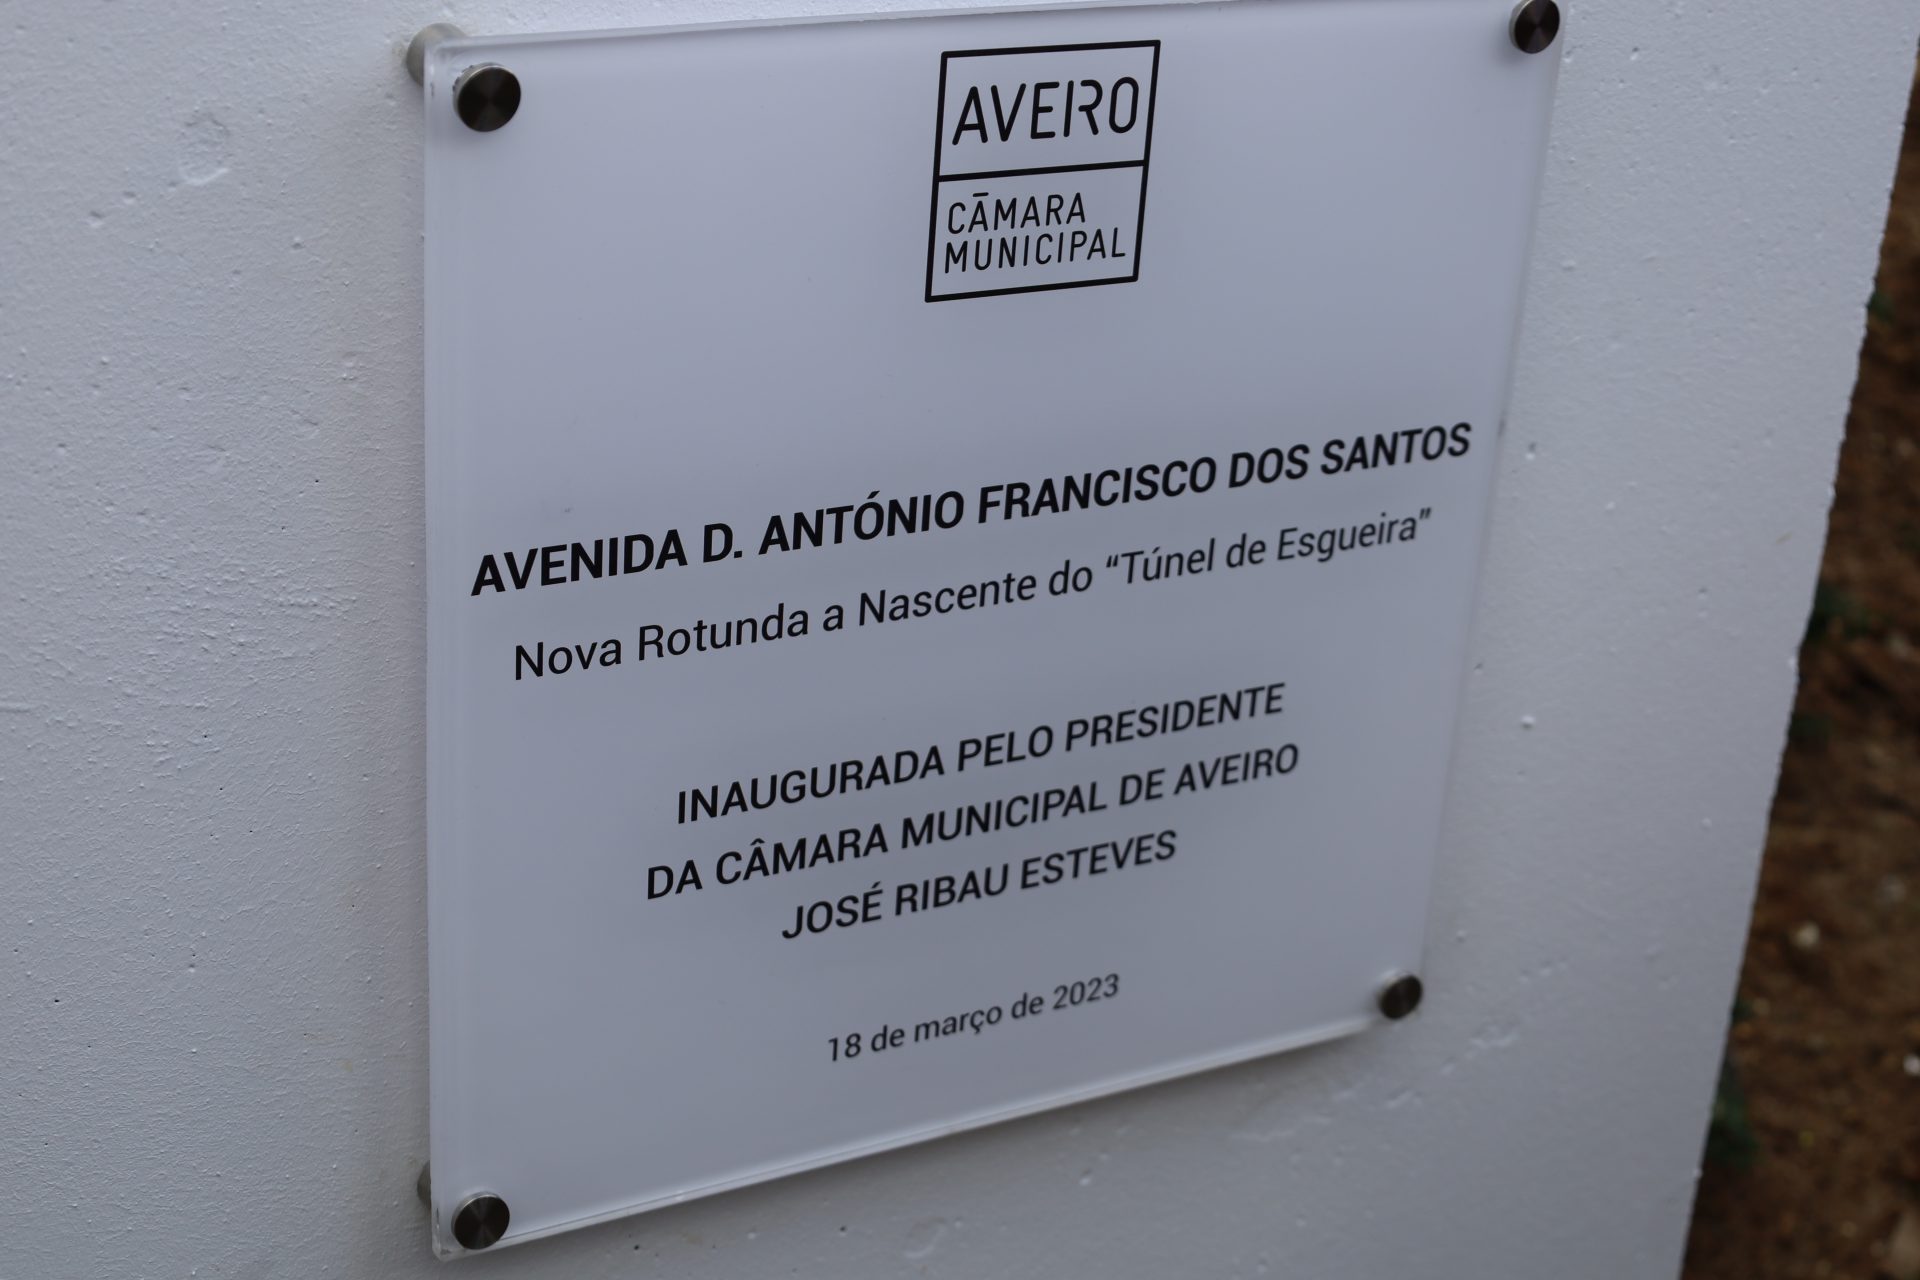 AVEIRO
CĀMARA
MUNICIPAL
AVENIDA D. ANTÓNIO FRANCISCO DOS SANTOS
Nova Rotunda a Nascente do “Túnel de Esgueira”
INAUGURADA PELO PRESIDENTE
DA CÂMARA MUNICIPAL DE AVEIRO
JOSÉ RIBAU ESTEVES
18 de março de 2023